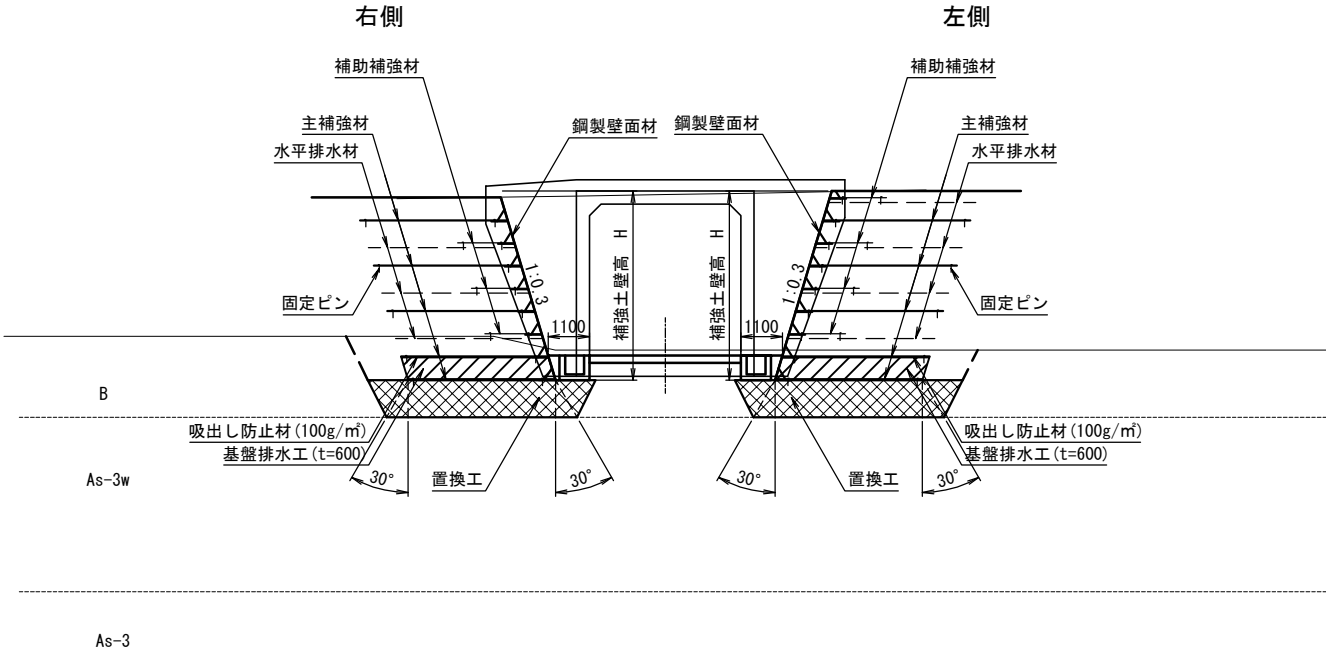 右側
左側
補助補強材
補助補強材
主補強材
鋼製壁面材
鋼製壁面材
主補強材
水平排水材
水平排水材
補強土壁高 H
補強土壁高 H
1:0.3
1:0.3
固定ピン
固定ピン
1100
1100
B
吸出し防止材(100g/㎡)
吸出し防止材(100g/㎡)
基盤排水工(t=600)
基盤排水工(t=600)
As-3w
30°
置換工
30°
30°
置換工
30°
As-3